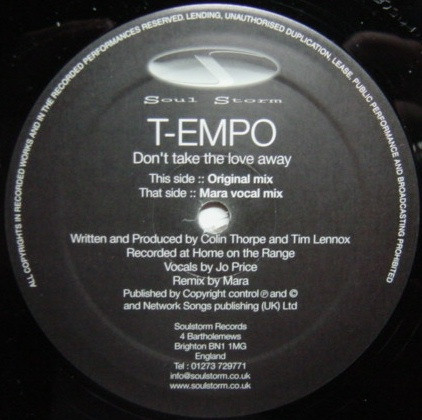 ALL COPYRIGHTS IN RECORDED WORKS AND IN THE RECORDED PERFORMANCES RESERVED. LENDING, UNAUTHORISED DUPLICATION, LEASE, PUBLIC PERFORMANCE AND BROADCASTING PROHIBITED
Soul Storm
T-EMPO
Don't take the love away
This side :: Original mix
That side :: Mara vocal mix
Written and Produced by Colin Thorpe and Tim Lennox
Recorded at Home on the Range
Vocals by Jo Price
Remix by Mara
Published by Copyright control ℗ and ©
and Network Songs publishing (UK) Ltd
Soulstorm Records
4 Bartholemews
Brighton BN1 1MG
England
Tel : 01273 729771
info@soulstorm.co.uk
www.soulstorm.co.uk